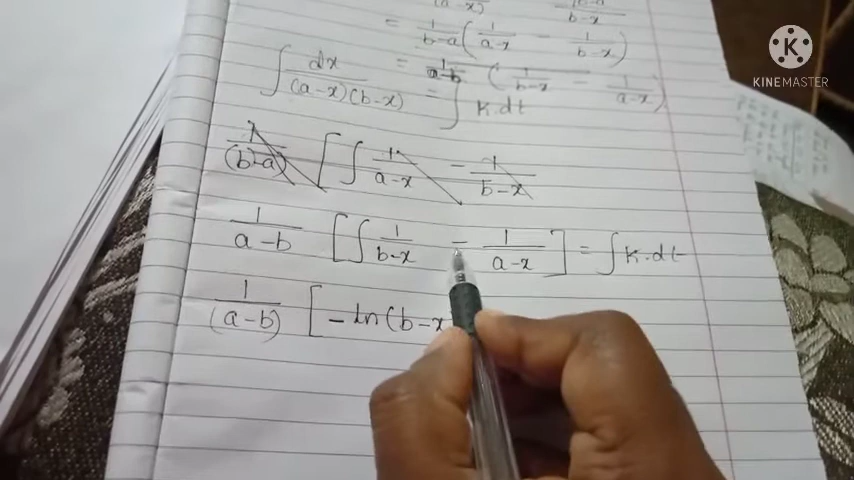 (a-x) b-x
= 1/(b-a) (1/(a-x) - 1/(b-x))
∫ dx/((a-x)(b-x)) = 1/(a-b) (1/(b-x) - 1/(a-x))
= ∫ K.dt
1/(b-a) [∫ 1/(a-x) - 1/(b-x)
1/(a-b) [∫ 1/(b-x) - 1/(a-x)] = ∫ K.dt
1/(a-b) [-ln(b-x
K
KINEMASTER